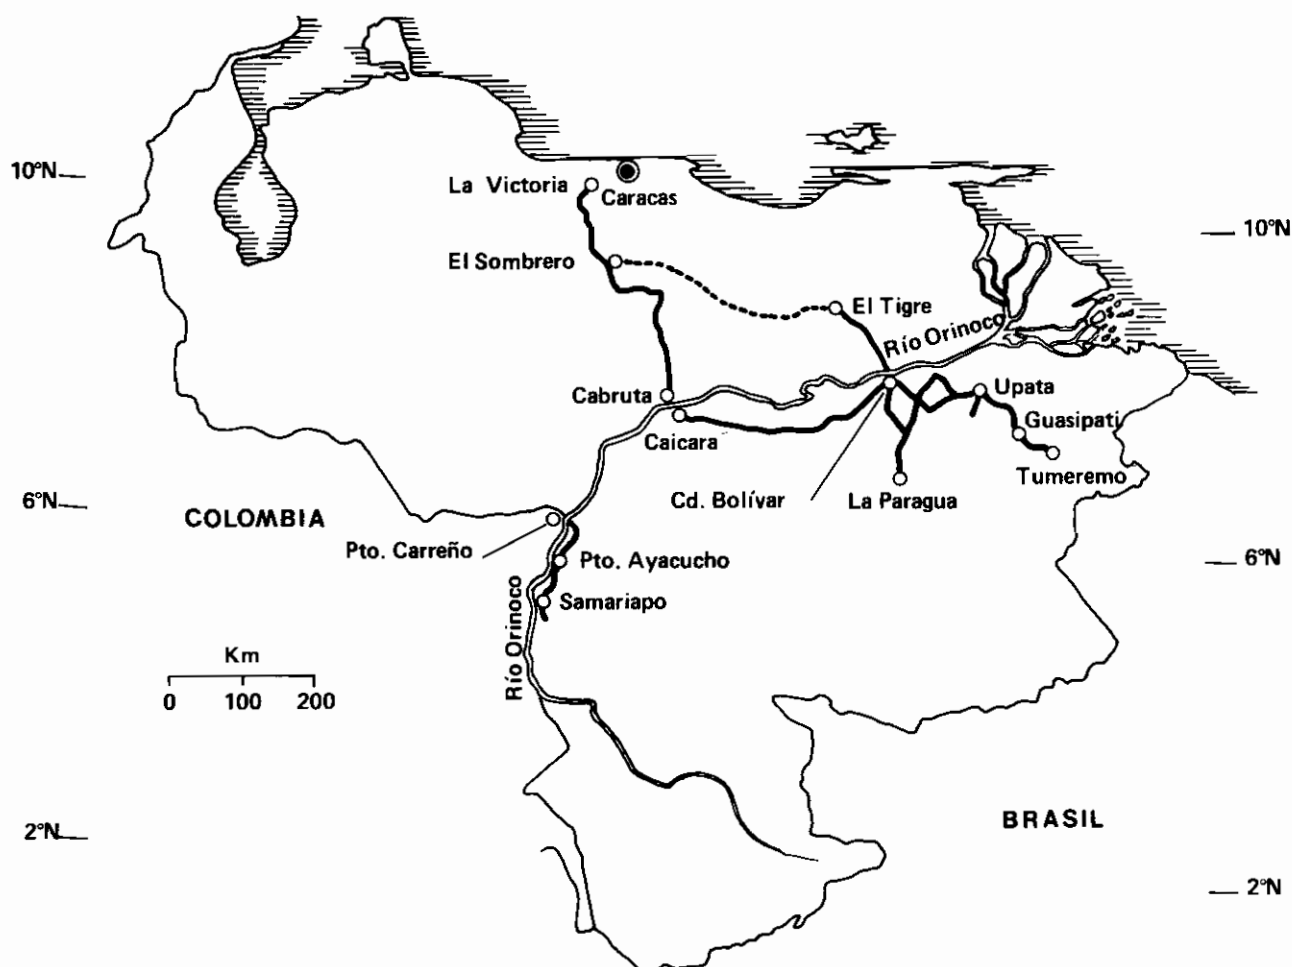 10°N
La Victoria
Caracas
10°N
El Sombrero
El Tigre
Río Orinoco
Cabruta
Upata
Caicara
Guasipati
Tumeremo
6°N
COLOMBIA
Cd. Bolívar
La Paragua
Pto. Carreño
Pto. Ayacucho
6°N
Samariapo
Río Orinoco
Km
0 100 200
2°N
BRASIL
2°N